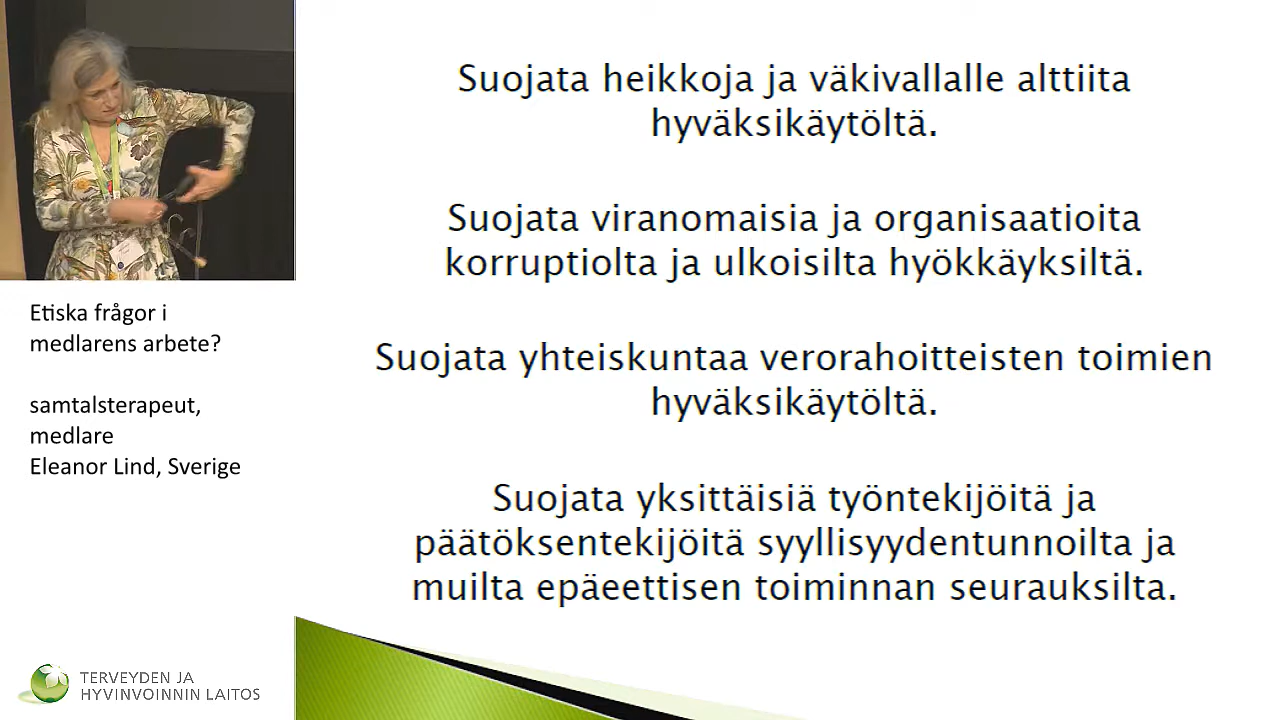 Suojata heikkoja ja väkivallalle alttiita
hyväksikäytöltä.
Suojata viranomaisia ja organisaatioita
korruptiolta ja ulkoisilta hyökkäyksiltä.
Suojata yhteiskuntaa verorahoitteisten toimien
hyväksikäytöltä.
Suojata yksittäisiä työntekijöitä ja
päätöksentekijöitä syyllisyydentunnoilta ja
muilta epäeettisen toiminnan seurauksilta.
Etiska frågor i
medlarens arbete?
samtalsterapeut,
medlare
Eleanor Lind, Sverige
TERVEYDEN JA
HYVINVOINNIN LAITOS